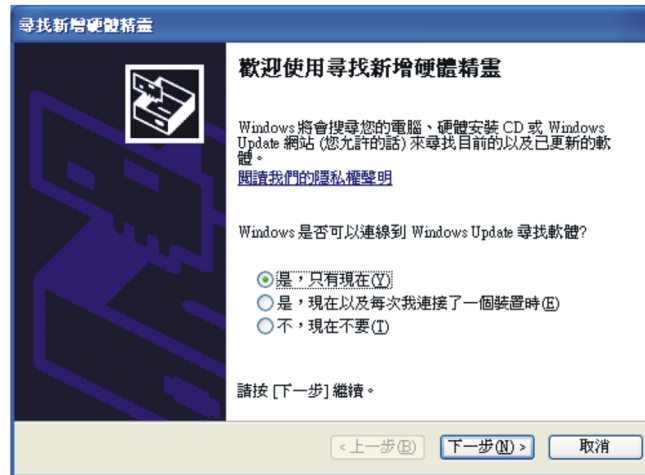 尋找新增硬體精靈
歡迎使用尋找新增硬體精靈
Windows 將會搜尋您的電腦、硬體安裝 CD 或 Windows
Update 網站 (您允許的話) 來尋找目前的以及已更新的軟
體。
閱讀我們的隱私權聲明
Windows 是否可以連線到 Windows Update 尋找軟體?
是，只有現在(Y)
是，現在以及每次我連接了一個裝置時(E)
不，現在不要(T)
請按 [下一步] 繼續。
<上一步(B) 下一步(N) > 取消